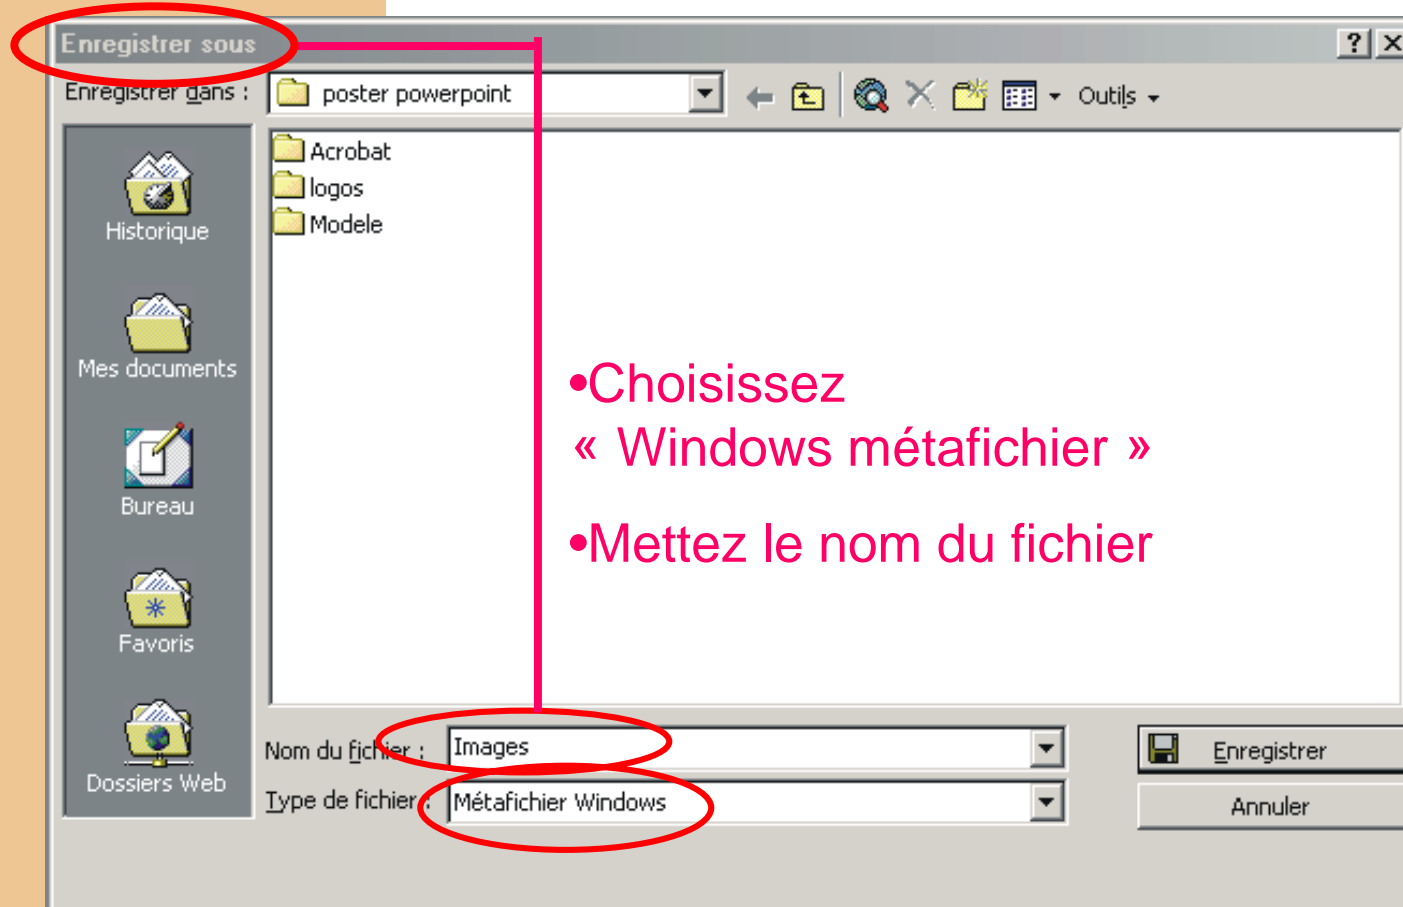 Enregistrer sous
Enregistrer dans :
poster powerpoint
Outils
Acrobat
logos
Modele
Historique
Mes documents
Bureau
Favoris
Dossiers Web
•Choisissez
« Windows métafichier »
•Mettez le nom du fichier
Nom du fichier : Images
Enregistrer
Type de fichier : Métafichier Windows
Annuler